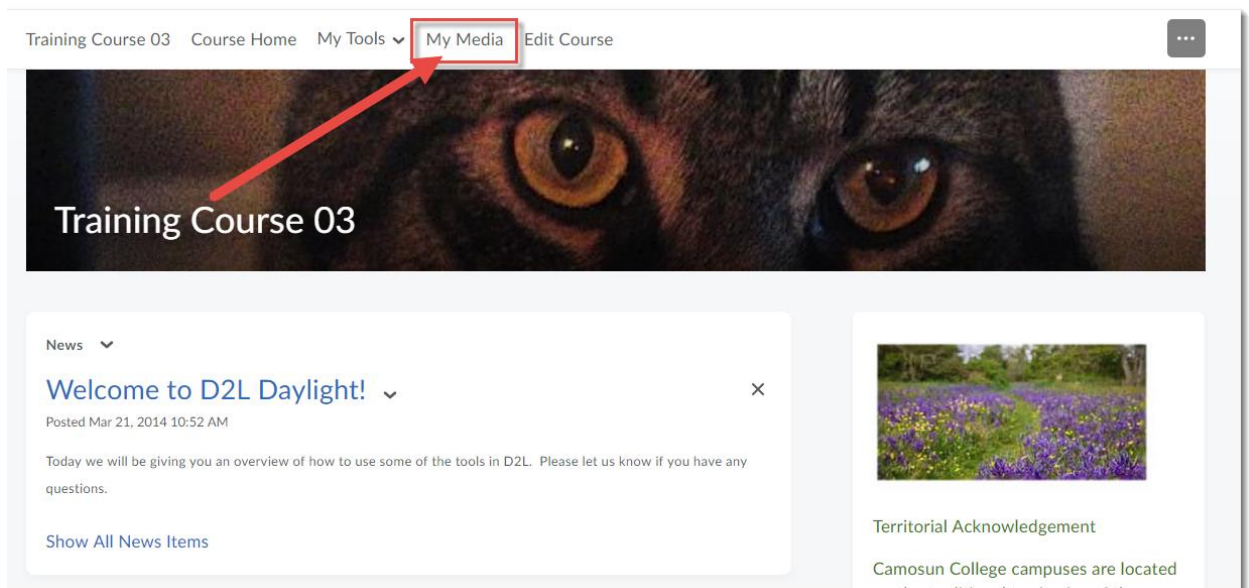 Training Course 03 Course Home My Tools My Media Edit Course
Training Course 03
News
Welcome to D2L Daylight!
Posted Mar 21, 2014 10:52 AM
Today we will be giving you an overview of how to use some of the tools in D2L. Please let us know if you have any
questions.
Show All News Items
Territorial Acknowledgement
Camosun College campuses are located